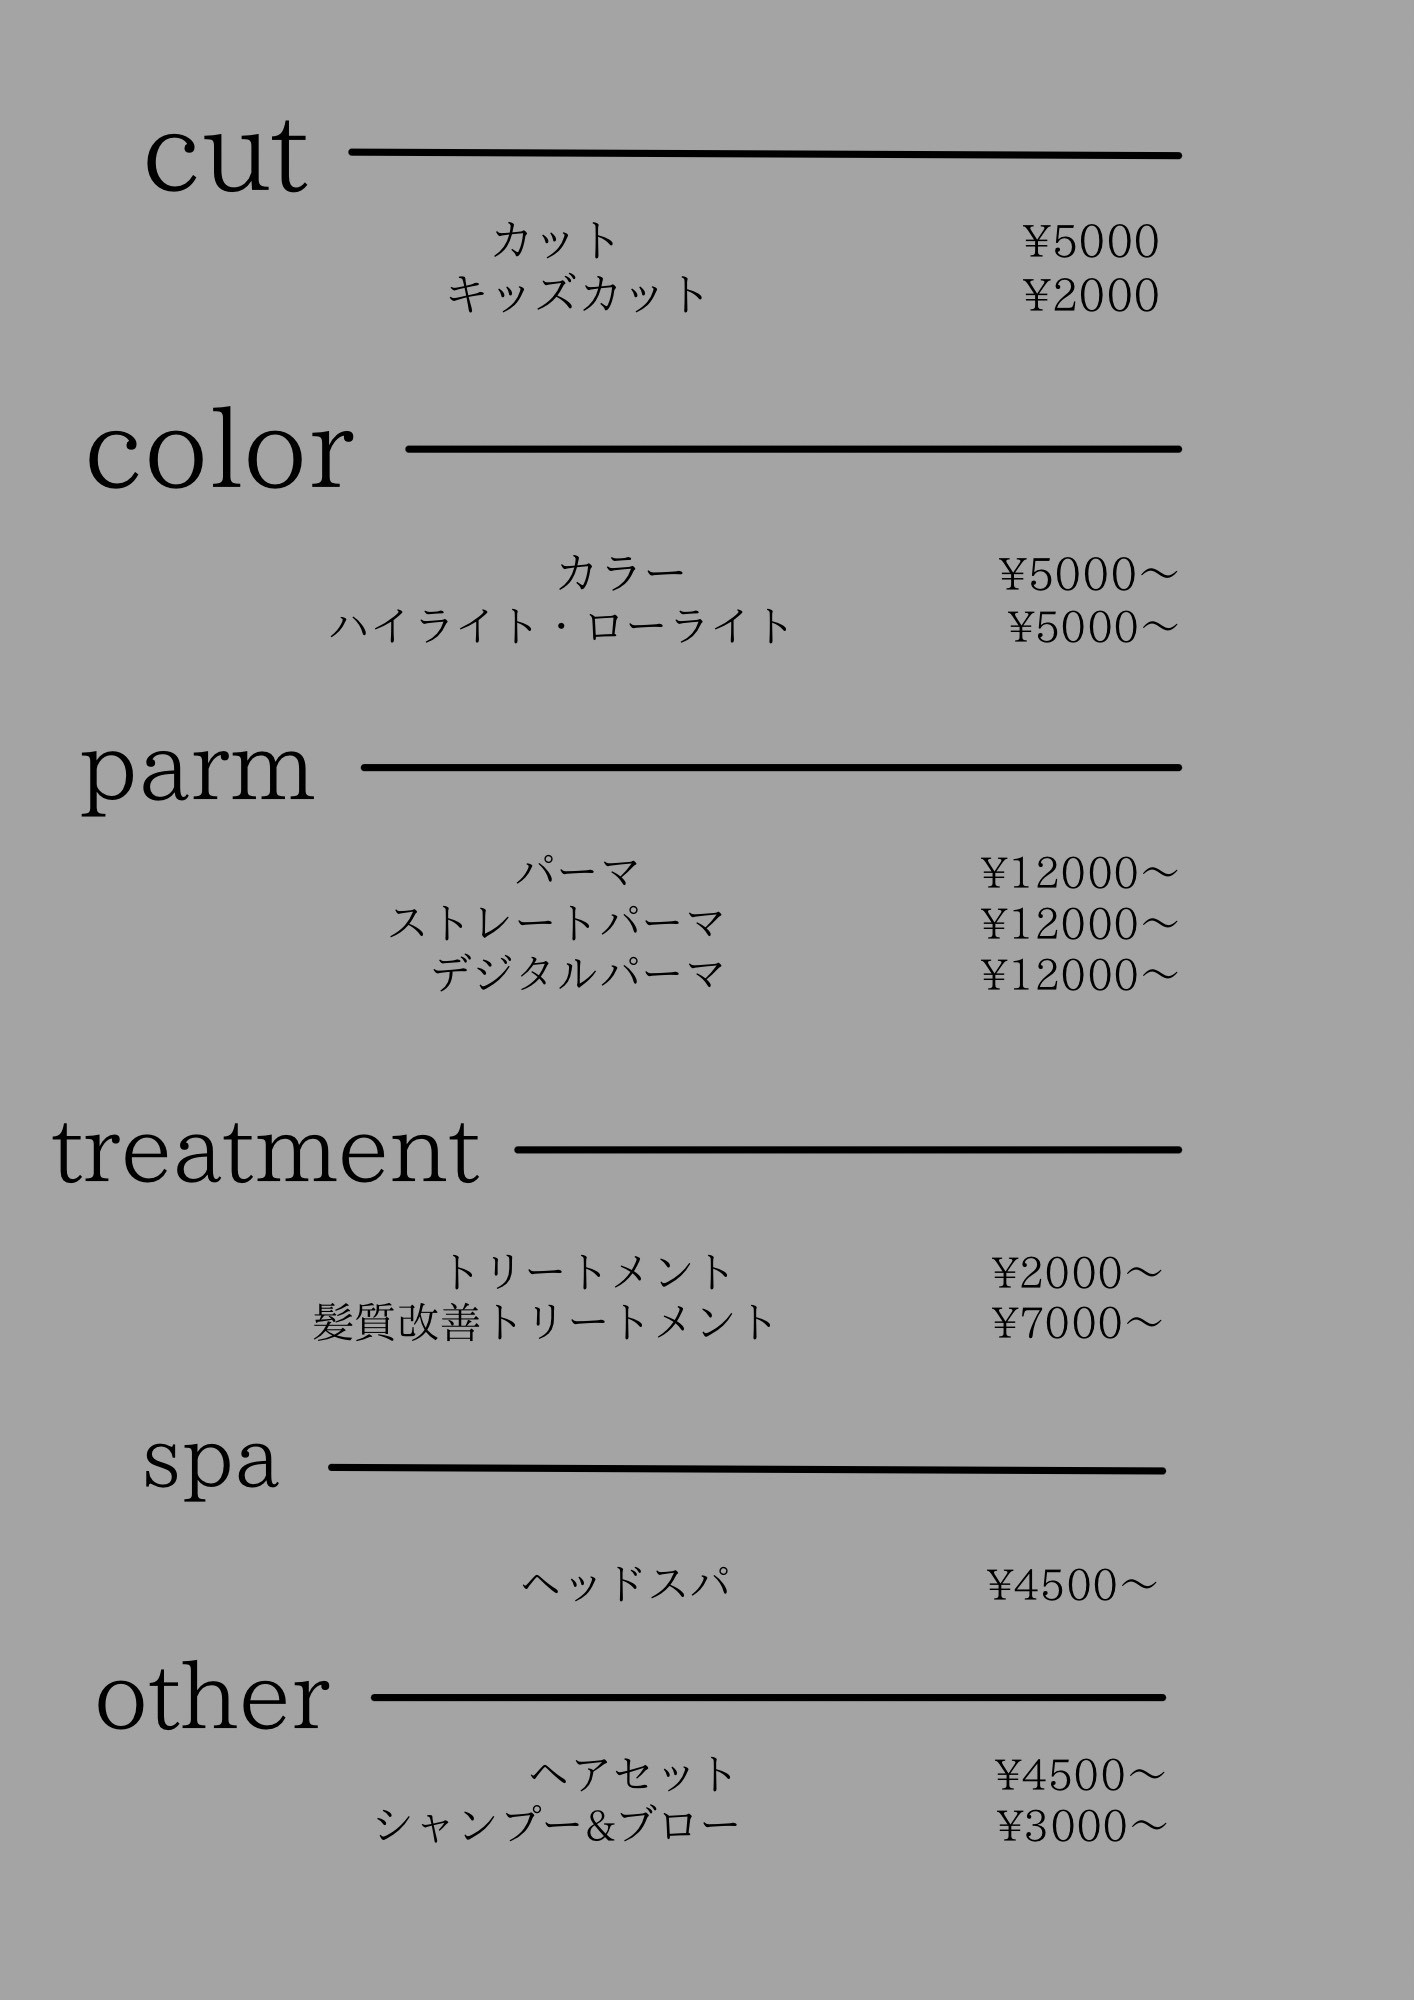 cut
カット ¥5000
キッズカット ¥2000
color
カラー ¥5000～
ハイライト・ローライト ¥5000～
parm
パーマ ¥12000～
ストレートパーマ ¥12000～
デジタルパーマ ¥12000～
treatment
トリートメント ¥2000～
髪質改善トリートメント ¥7000～
spa
ヘッドスパ ¥4500～
other
ヘアセット ¥4500～
シャンプー&ブロー ¥3000～